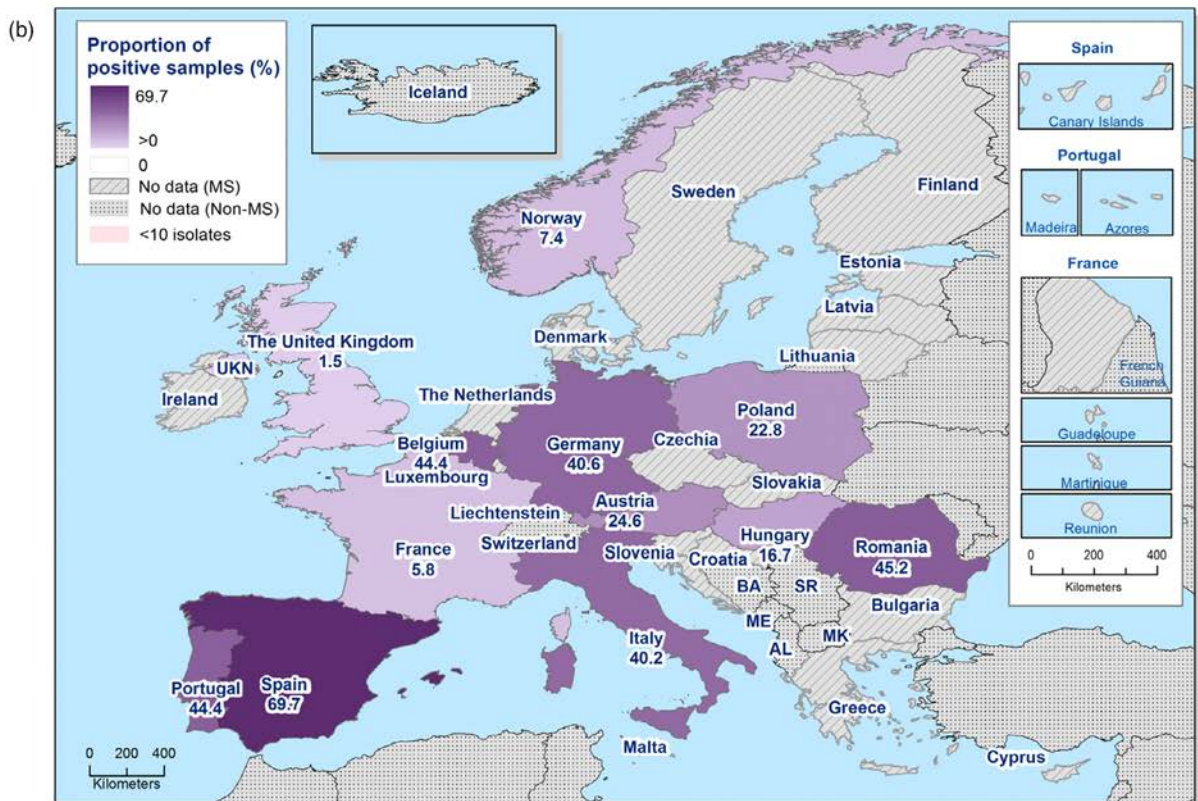 (b)
Proportion of
positive samples (%)
69.7
>0
0
No data (MS)
No data (Non-MS)
<10 isolates
Iceland
Norway
7.4
Sweden
Finland
Estonia
Latvia
Lithuania
Denmark
The United Kingdom
1.5
UKN
Ireland
The Netherlands
Belgium
44.4
Luxembourg
Germany
40.6
Poland
22.8
Czechia
Slovakia
Austria
24.6
Liechtenstein
Switzerland
France
5.8
Slovenia
Hungary
16.7
Croatia
Romania
45.2
BA
SR
Bulgaria
ME
MK
AL
Italy
40.2
Portugal
44.4
Spain
69.7
Greece
Malta
Cyprus
0 200 400
Kilometers
Spain
Canary Islands
Portugal
Madeira
Azores
France
French
Guiana
Guadeloupe
Martinique
Reunion
0 200 400
Kilometers